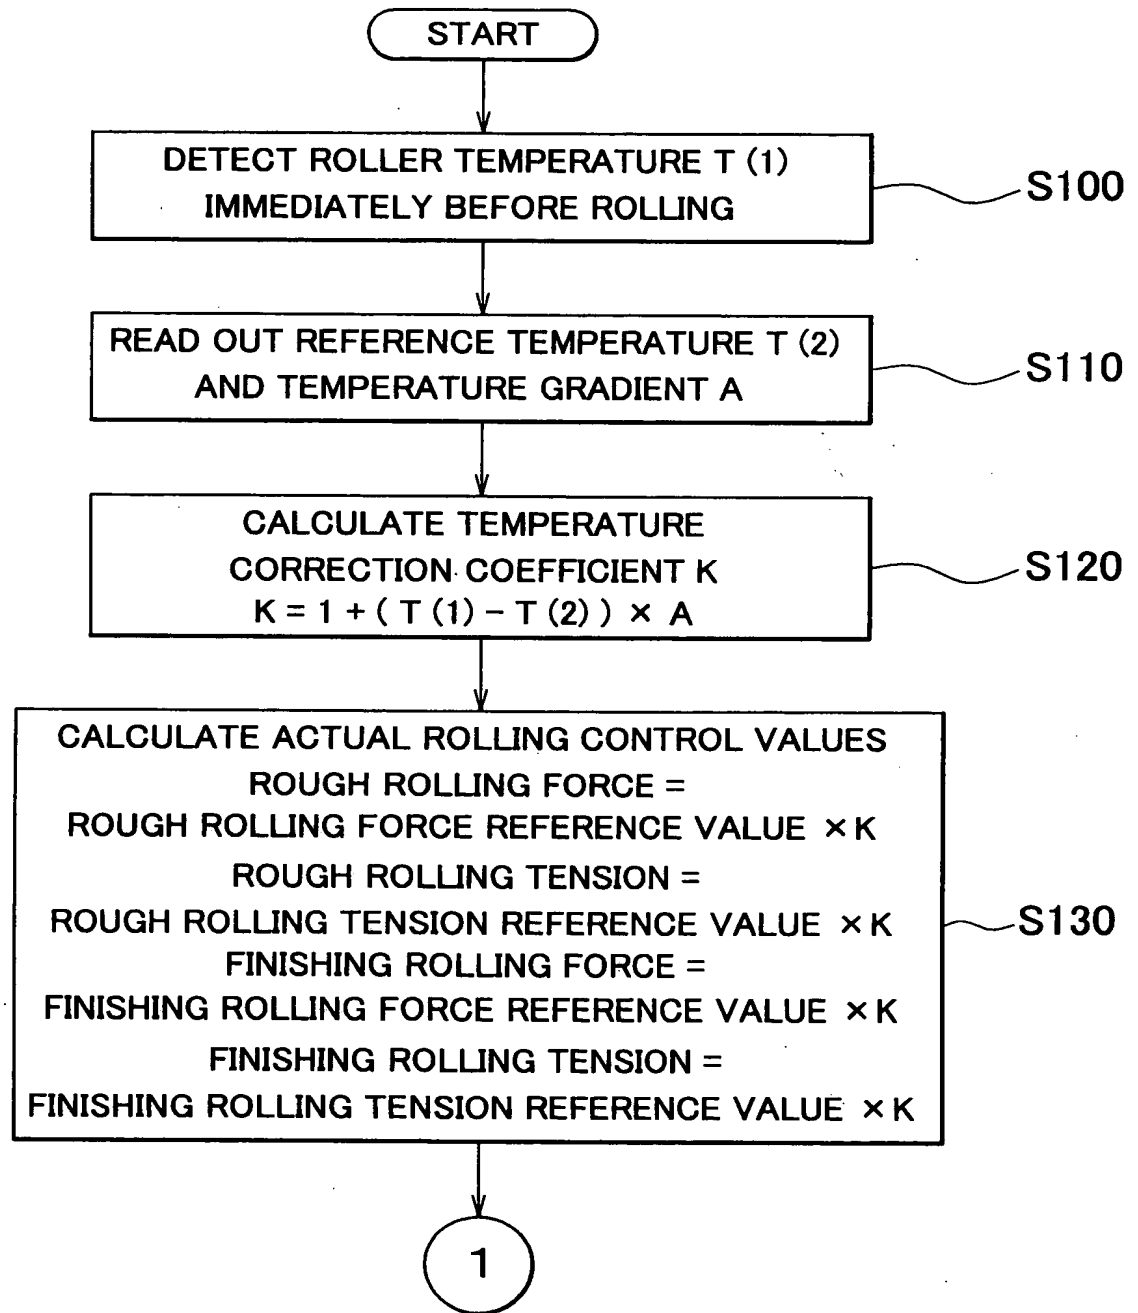 START
DETECT ROLLER TEMPERATURE T (1)
IMMEDIATELY BEFORE ROLLING
S100
READ OUT REFERENCE TEMPERATURE T (2)
AND TEMPERATURE GRADIENT A
S110
CALCULATE TEMPERATURE
CORRECTION COEFFICIENT K
K = 1 + ( T (1) − T (2) ) × A
S120
CALCULATE ACTUAL ROLLING CONTROL VALUES
ROUGH ROLLING FORCE =
ROUGH ROLLING FORCE REFERENCE VALUE × K
ROUGH ROLLING TENSION =
ROUGH ROLLING TENSION REFERENCE VALUE × K
FINISHING ROLLING FORCE =
FINISHING ROLLING FORCE REFERENCE VALUE × K
FINISHING ROLLING TENSION =
FINISHING ROLLING TENSION REFERENCE VALUE × K
S130
1